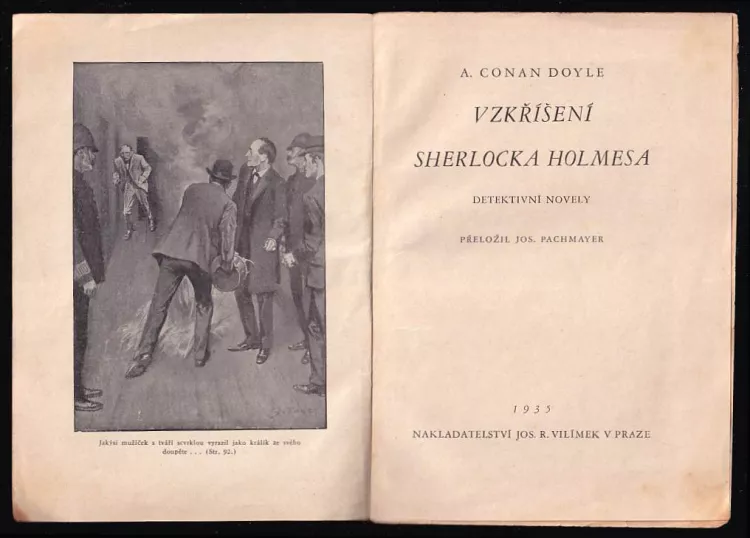 Jakýsi mužíček s tváří scvrklou vyrazil jako králík ze svého
doupěte . . . (Str. 92.)
A. CONAN DOYLE
VZKŘÍŠENÍ
SHERLOCKA HOLMESA
DETEKTIVNÍ NOVELY
PŘELOŽIL JOS. PACHMAYER
1935
NAKLADATELSTVÍ JOS. R. VILÍMEK V PRAZE